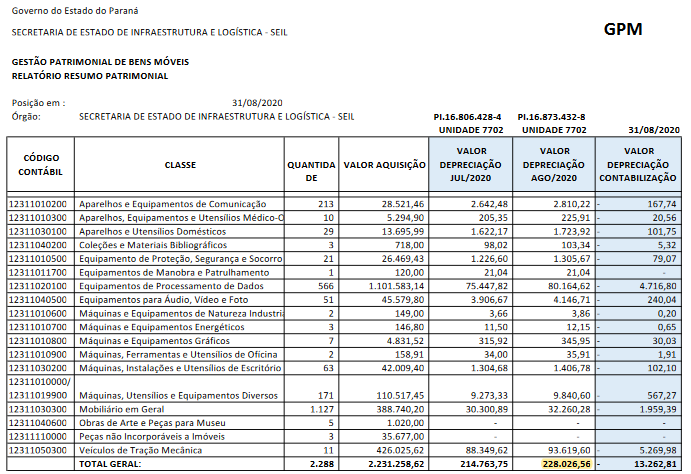 Governo do Estado do Paraná
SECRETARIA DE ESTADO DE INFRAESTRUTURA E LOGÍSTICA - SEIL
GPM
GESTÃO PATRIMONIAL DE BENS MÓVEIS
RELATÓRIO RESUMO PATRIMONIAL
Posição em : 31/08/2020
Órgão: SECRETARIA DE ESTADO DE INFRAESTRUTURA E LOGÍSTICA - SEIL PI.16.806.428-4 PI.16.873.432-8
UNIDADE 7702 UNIDADE 7702 31/08/2020
CÓDIGO CONTÁBIL CLASSE QUANTIDA DE VALOR AQUISIÇÃO VALOR DEPRECIAÇÃO JUL/2020 VALOR DEPRECIAÇÃO AGO/2020 VALOR DEPRECIAÇÃO CONTABILIZAÇÃO
12311010200 Aparelhos e Equipamentos de Comunicação 213 28.521,46 2.642,48 2.810,22 - 167,74
12311010300 Aparelhos, Equipamentos e Utensílios Médico-O 10 5.294,90 205,35 225,91 - 20,56
12311030100 Aparelhos e Utensílios Domésticos 29 13.695,99 1.622,17 1.723,92 - 101,75
12311040200 Coleções e Materiais Bibliográficos 3 718,00 98,02 103,34 - 5,32
12311010500 Equipamento de Proteção, Segurança e Socorro 21 26.469,43 1.226,60 1.305,67 - 79,07
12311011700 Equipamentos de Manobra e Patrulhamento 1 120,00 21,04 21,04 -
12311020100 Equipamentos de Processamento de Dados 566 1.101.583,14 75.447,82 80.164,62 - 4.716,80
12311040500 Equipamentos para Áudio, Vídeo e Foto 51 45.579,80 3.906,67 4.146,71 - 240,04
12311010600 Máquinas e Equipamentos de Natureza Industria 2 149,00 3,66 3,86 - 0,20
12311010700 Máquinas e Equipamentos Energéticos 3 146,80 11,50 12,15 - 0,65
12311010800 Máquinas e Equipamentos Gráficos 7 4.831,52 315,92 345,95 - 30,03
12311010900 Máquinas, Ferramentas e Utensílios de Oficina 2 158,91 34,00 35,91 - 1,91
12311030200 Máquinas, Instalações e Utensílios de Escritório 63 42.009,40 1.304,68 1.406,78 - 102,10
12311010000/
12311019900 Máquinas, Utensílios e Equipamentos Diversos 171 110.517,45 9.273,33 9.840,60 - 567,27
12311030300 Mobiliário em Geral 1.127 388.740,20 30.300,89 32.260,28 - 1.959,39
12311040600 Obras de Arte e Peças para Museu 5 1.020,00 - - -
12311110000 Peças não Incorporáveis a Imóveis 3 35.677,00 - - -
12311050300 Veículos de Tração Mecânica 11 426.025,62 88.349,62 93.619,60 - 5.269,98
TOTAL GERAL: 2.288 2.231.258,62 214.763,75 228.026,56 - 13.262,81